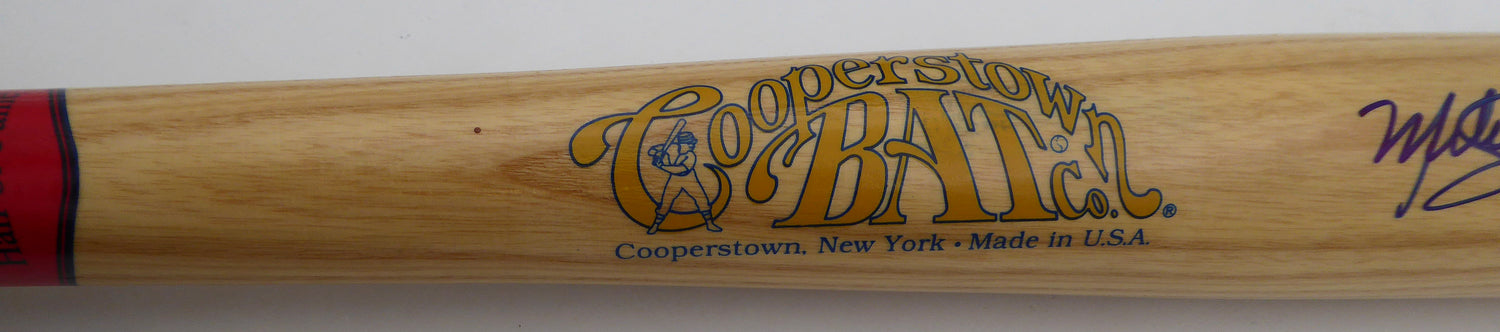 Cooperstown
BAT Co.®
Cooperstown, New York • Made in U.S.A.